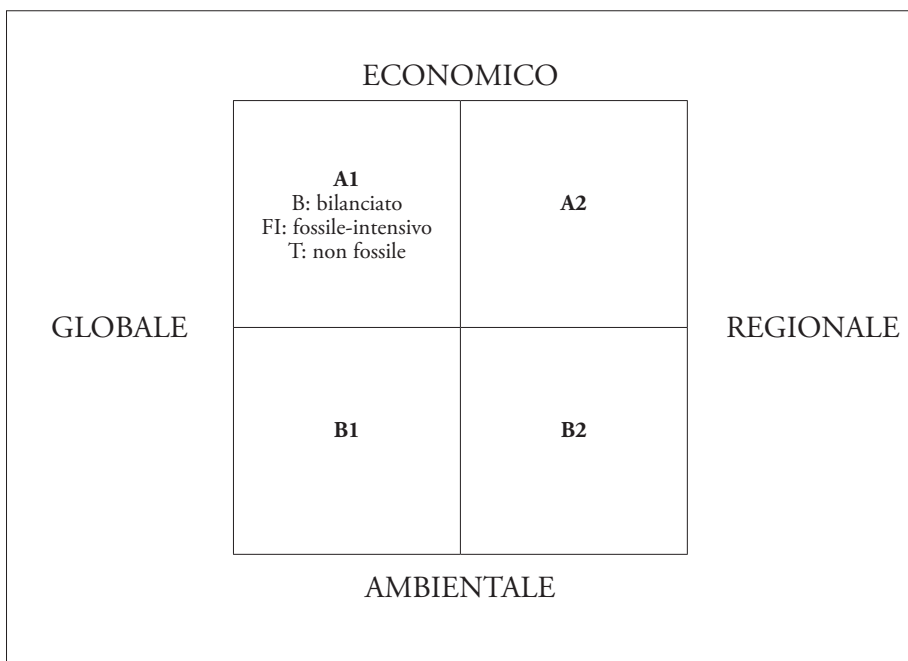 ECONOMICO
A1
B: bilanciato
FI: fossile-intensivo
T: non fossile
A2
GLOBALE
REGIONALE
B1
B2
AMBIENTALE